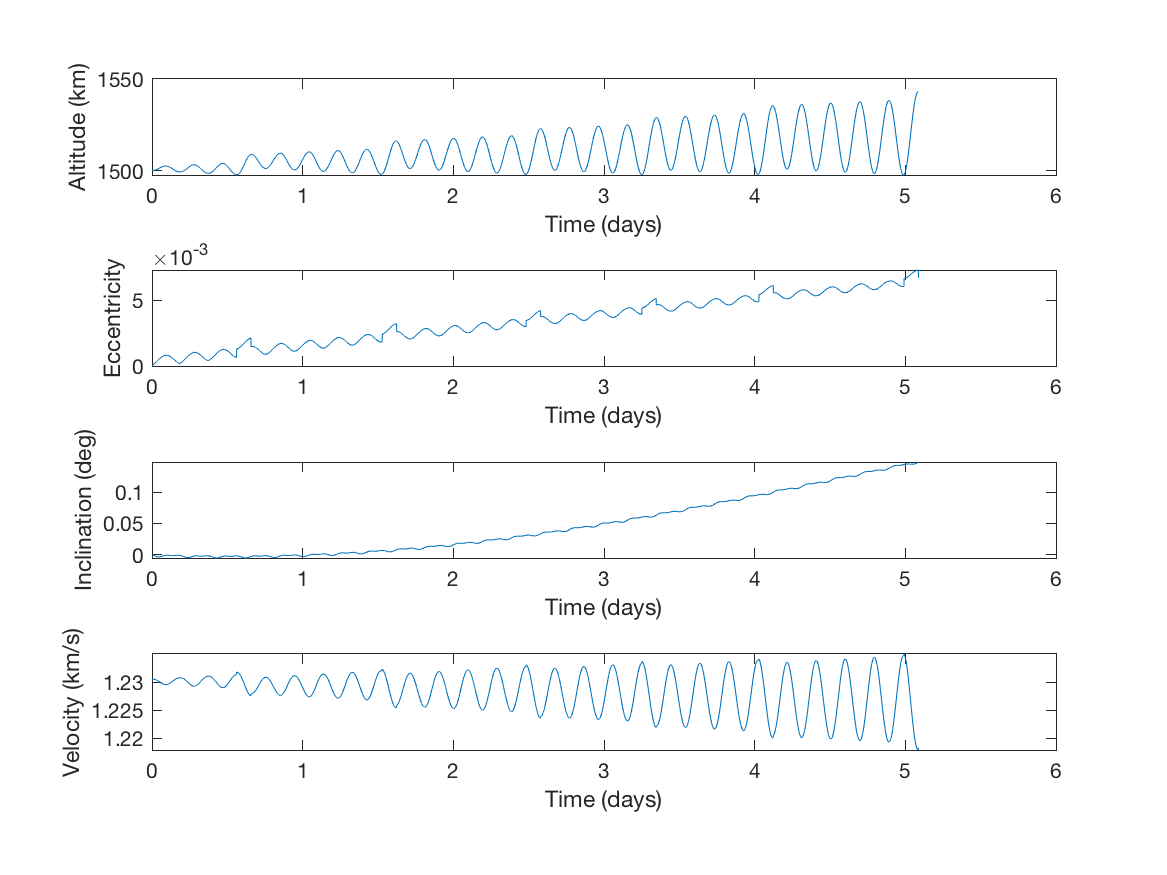 Altitude (km)
1550
1500
0 1 2 3 4 5 6
Time (days)
×10-3
Eccentricity
5
0
0 1 2 3 4 5 6
Time (days)
Inclination (deg)
0.1
0.05
0
0 1 2 3 4 5 6
Time (days)
Velocity (km/s)
1.23
1.225
1.22
0 1 2 3 4 5 6
Time (days)